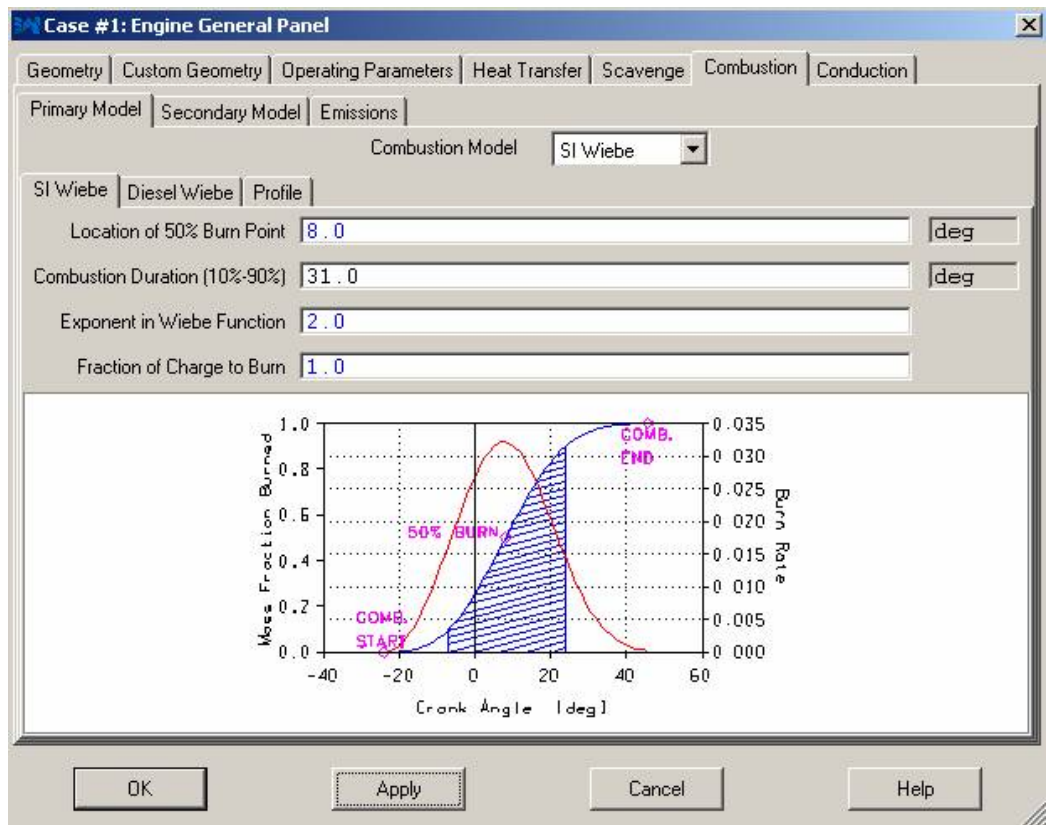 Case #1: Engine General Panel
Geometry Custom Geometry Operating Parameters Heat Transfer Scavenge Combustion Conduction
Primary Model Secondary Model Emissions
Combustion Model SI Wiebe
SI Wiebe Diesel Wiebe Profile
Location of 50% Burn Point 8.0 deg
Combustion Duration (10%-90%) 31.0 deg
Exponent in Wiebe Function 2.0
Fraction of Charge to Burn 1.0
Mass Fraction Burned
1.0
0.8
0.6
0.4
0.2
0.0
COMB.
END
50% BURN
COMB.
START
0.035
0.030
0.025
0.020
0.015
0.010
0.005
0.000
Burn Rate
-40 -20 0 20 40 60
Crank Angle [deg]
OK Apply Cancel Help